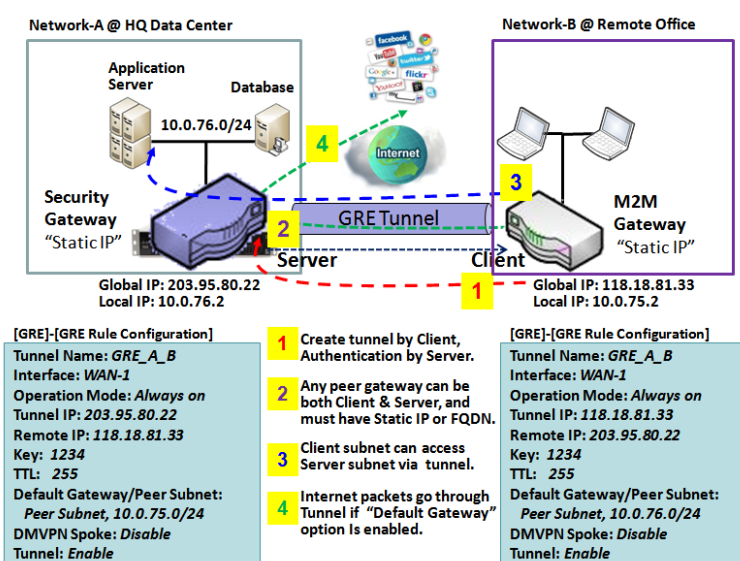 Network-A @ HQ Data Center
Network-B @ Remote Office
facebook
You Tube
twitter
Google+
flickr
YAHOO!
Application
Server
Database
10.0.76.0/24
4
Internet
3
Security
Gateway
"Static IP"
2
GRE Tunnel
M2M
Gateway
"Static IP"
Server
Client
1
Global IP: 203.95.80.22
Local IP: 10.0.76.2
Global IP: 118.18.81.33
Local IP: 10.0.75.2
[GRE]-[GRE Rule Configuration]
Tunnel Name: GRE_A_B
Interface: WAN-1
Operation Mode: Always on
Tunnel IP: 203.95.80.22
Remote IP: 118.18.81.33
Key: 1234
TTL: 255
Default Gateway/Peer Subnet:
Peer Subnet, 10.0.75.0/24
DMVPN Spoke: Disable
Tunnel: Enable
1 Create tunnel by Client,
Authentication by Server.
2 Any peer gateway can be
both Client & Server, and
must have Static IP or FQDN.
3 Client subnet can access
Server subnet via tunnel.
4 Internet packets go through
Tunnel if "Default Gateway"
option Is enabled.
[GRE]-[GRE Rule Configuration]
Tunnel Name: GRE_A_B
Interface: WAN-1
Operation Mode: Always on
Tunnel IP: 118.18.81.33
Remote IP: 203.95.80.22
Key: 1234
TTL: 255
Default Gateway/Peer Subnet:
Peer Subnet, 10.0.76.0/24
DMVPN Spoke: Disable
Tunnel: Enable